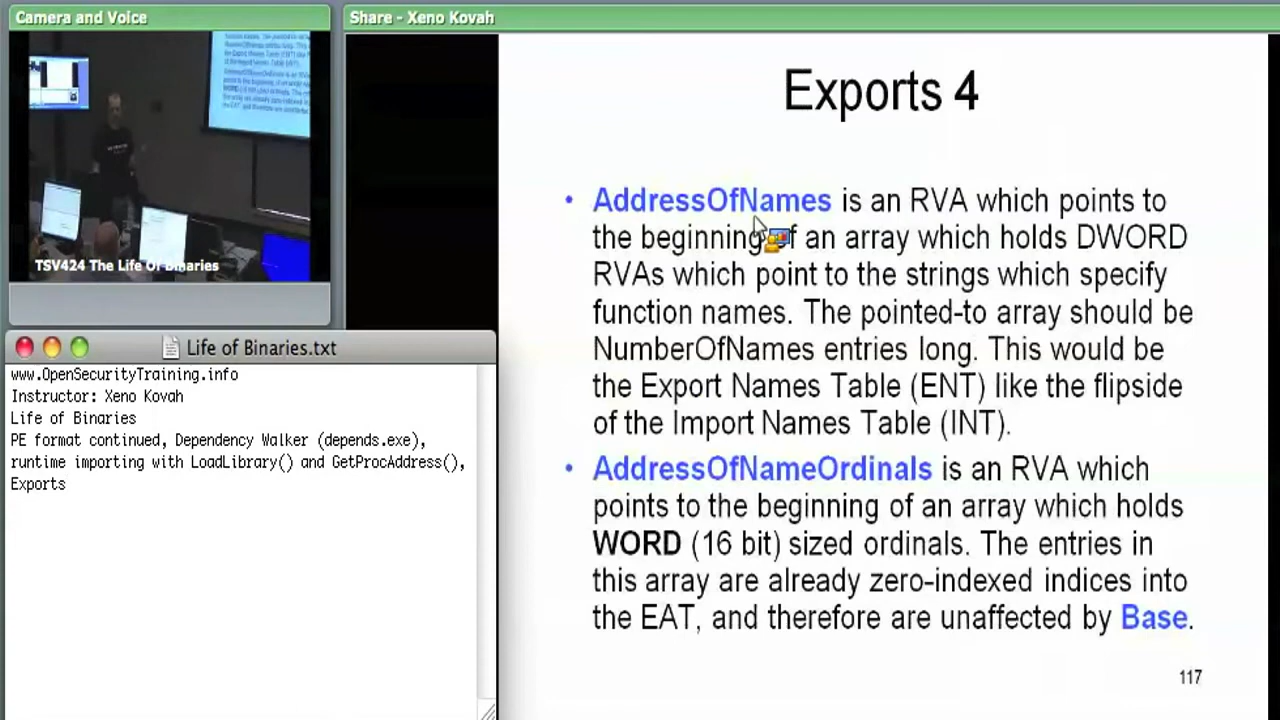 Camera and Voice
Share - Xeno Kovah
TSV424 The Life Of Binaries
Life of Binaries.txt
www.OpenSecurityTraining.info
Instructor: Xeno Kovah
Life of Binaries
PE format continued, Dependency Walker (depends.exe),
runtime importing with LoadLibrary() and GetProcAddress(),
Exports
Exports 4
• AddressOfNames is an RVA which points to
the beginning of an array which holds DWORD
RVAs which point to the strings which specify
function names. The pointed-to array should be
NumberOfNames entries long. This would be
the Export Names Table (ENT) like the flipside
of the Import Names Table (INT).
• AddressOfNameOrdinals is an RVA which
points to the beginning of an array which holds
WORD (16 bit) sized ordinals. The entries in
this array are already zero-indexed indices into
the EAT, and therefore are unaffected by Base.
117